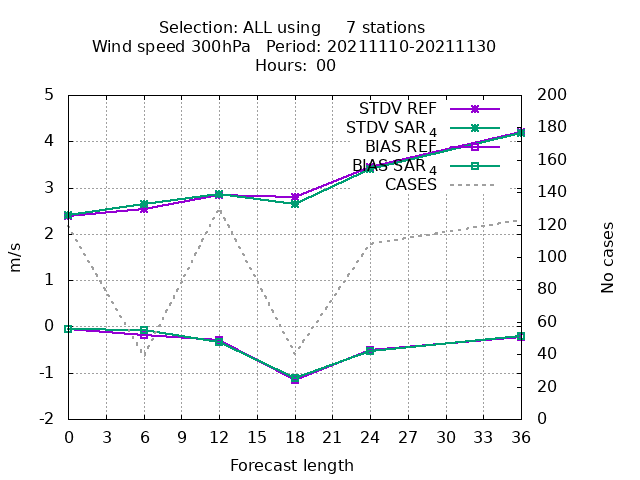 Selection: ALL using     7 stations
Wind speed 300hPa   Period: 20211110-20211130
Hours:  00
5
4
3
2
1
0
-1
-2
200
180
160
140
120
100
80
60
40
20
0
STDV REF
STDV SAR 4
BIAS REF
BIAS SAR 4
CASES
m/s
No cases
0 3 6 9 12 15 18 21 24 27 30 33 36
Forecast length